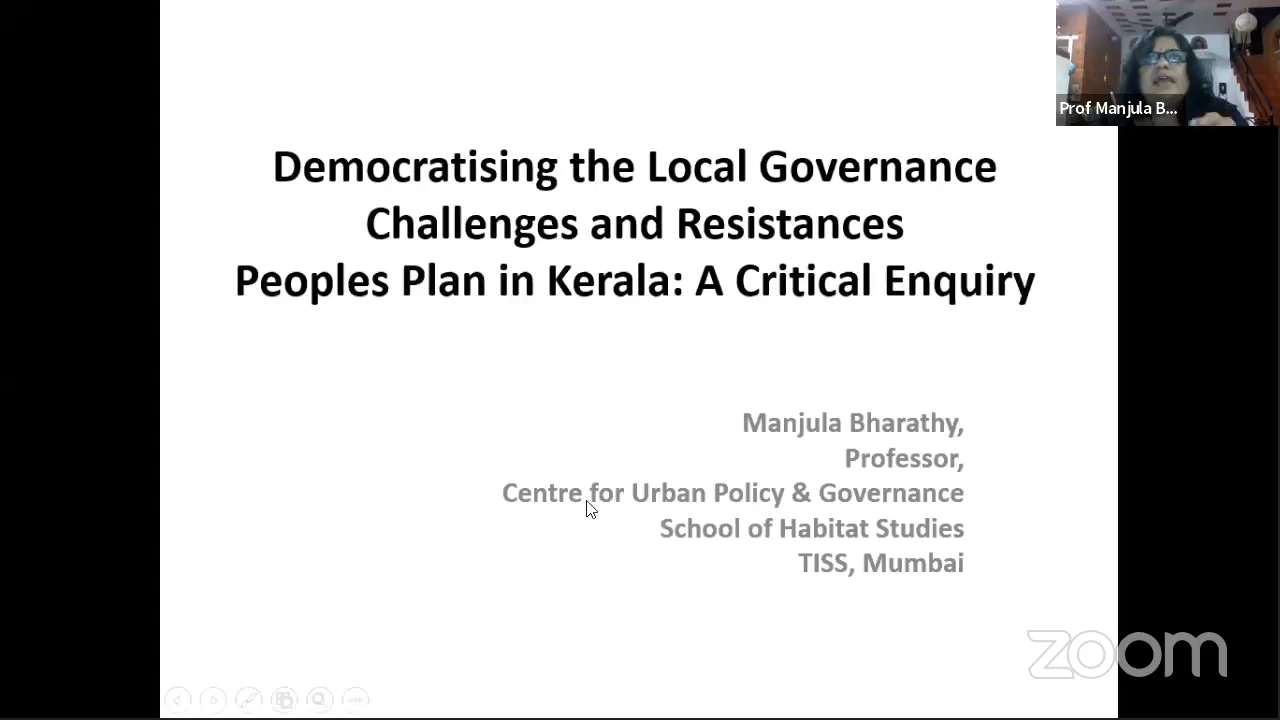 Prof Manjula B...
Democratising the Local Governance
Challenges and Resistances
Peoples Plan in Kerala: A Critical Enquiry
Manjula Bharathy,
Professor,
Centre for Urban Policy & Governance
School of Habitat Studies
TISS, Mumbai
zoom